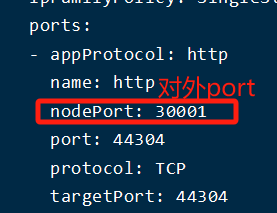 ports:
- appProtocol: http
name: http 对外port
nodePort: 30001
port: 44304
protocol: TCP
targetPort: 44304